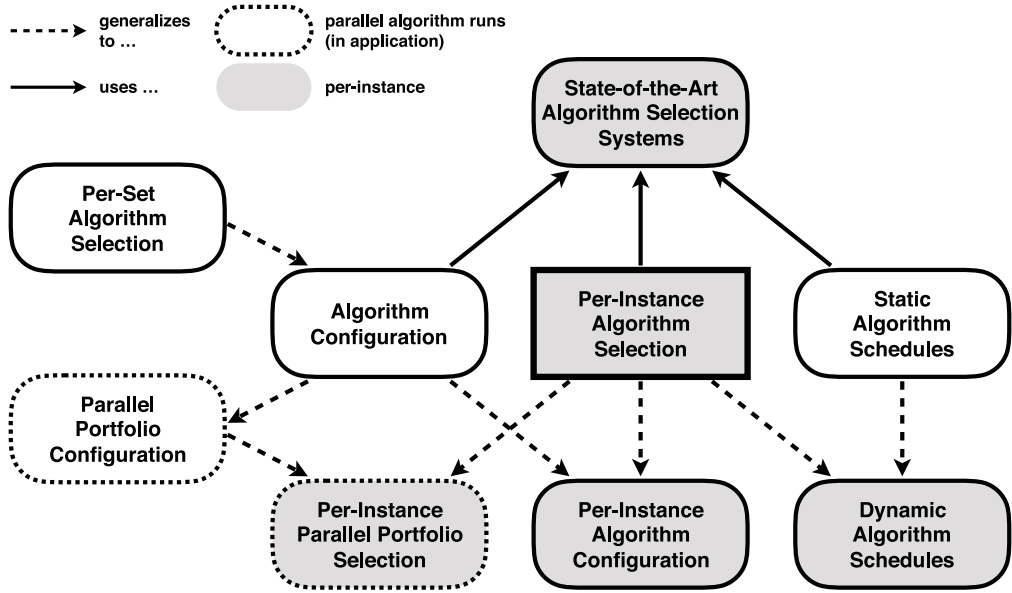 generalizes
to ...
parallel algorithm runs
(in application)
uses ...
per-instance
State-of-the-Art
Algorithm Selection
Systems
Per-Set
Algorithm
Selection
Algorithm
Configuration
Per-Instance
Algorithm
Selection
Static
Algorithm
Schedules
Parallel
Portfolio
Configuration
Per-Instance
Parallel Portfolio
Selection
Per-Instance
Algorithm
Configuration
Dynamic
Algorithm
Schedules